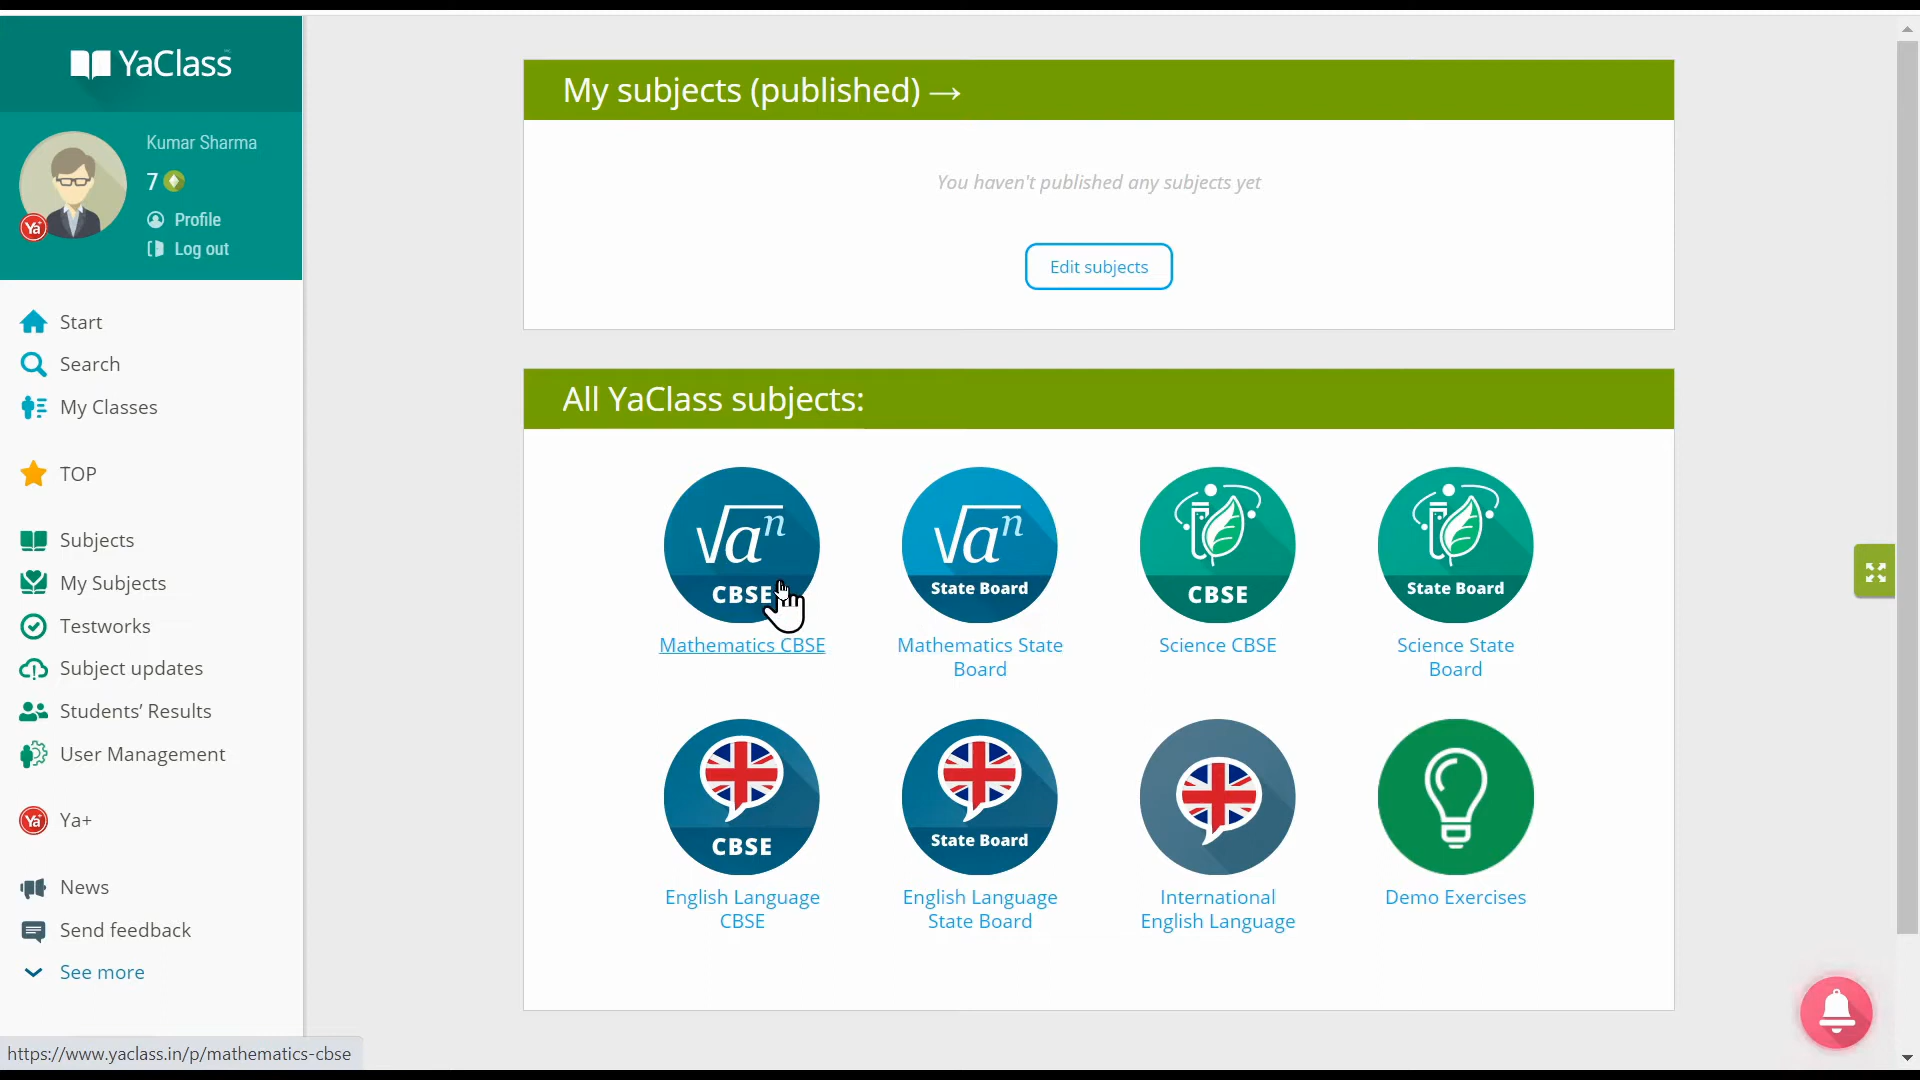 YaClass
Kumar Sharma
7
Profile
Ya
Log out
Start
Search
My Classes
TOP
Subjects
My Subjects
Testworks
Subject updates
Students’ Results
User Management
Ya Ya+
News
Send feedback
See more
https://www.yaclass.in/p/mathematics-cbse
My subjects (published) →
You haven't published any subjects yet
Edit subjects
All YaClass subjects:
√aⁿ √aⁿ
CBSE State Board CBSE State Board
Mathematics CBSE
Mathematics State
Board
Science CBSE
Science State
Board
CBSE State Board
English Language
CBSE
English Language
State Board
International
English Language
Demo Exercises